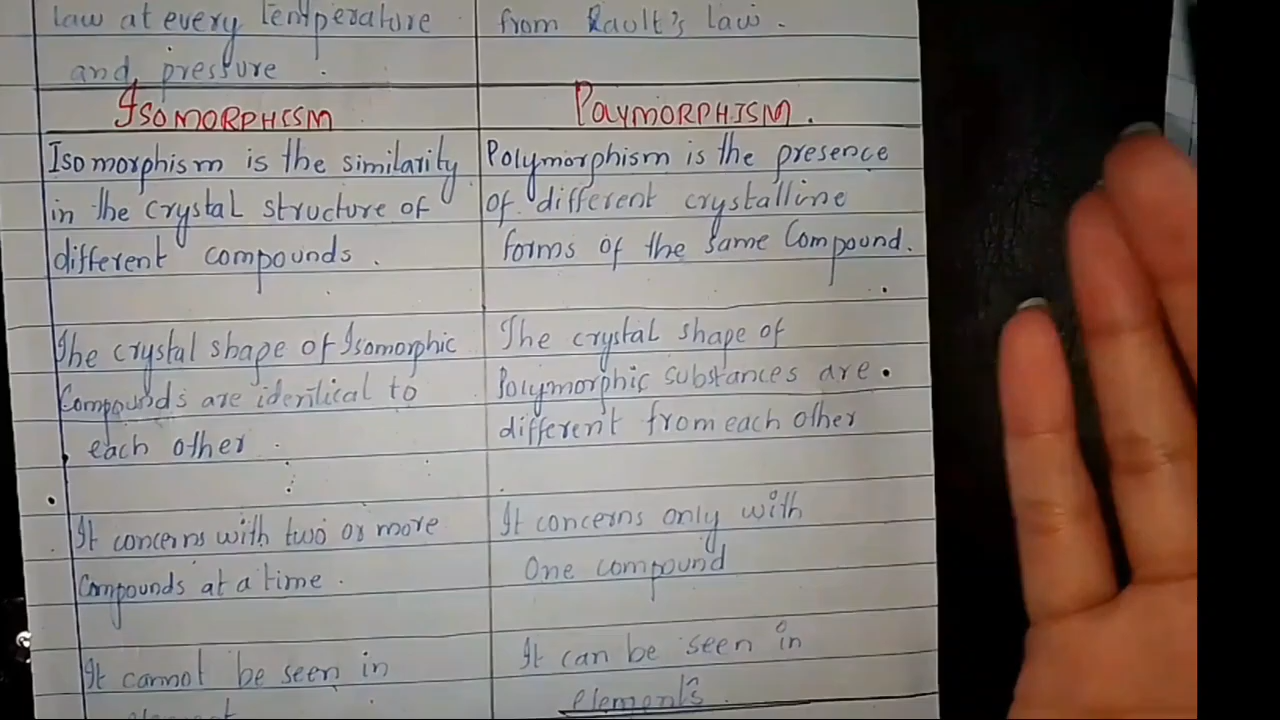 law at every Temperature
and pressure .
from Rault's law .
ISOMORPHISM
Isomorphism is the similarity
in the crystal structure of
different compounds .
The crystal shape of Isomorphic
Compounds are identical to
each other .
It concerns with two or more
Compounds at a time .
It cannot be seen in
element
POLYMORPHISM .
Polymorphism is the presence
of different crystalline
forms of the same Compound .
The crystal shape of
Polymorphic substances are .
different from each other
It concerns only with
One compound
It can be seen in
elements .